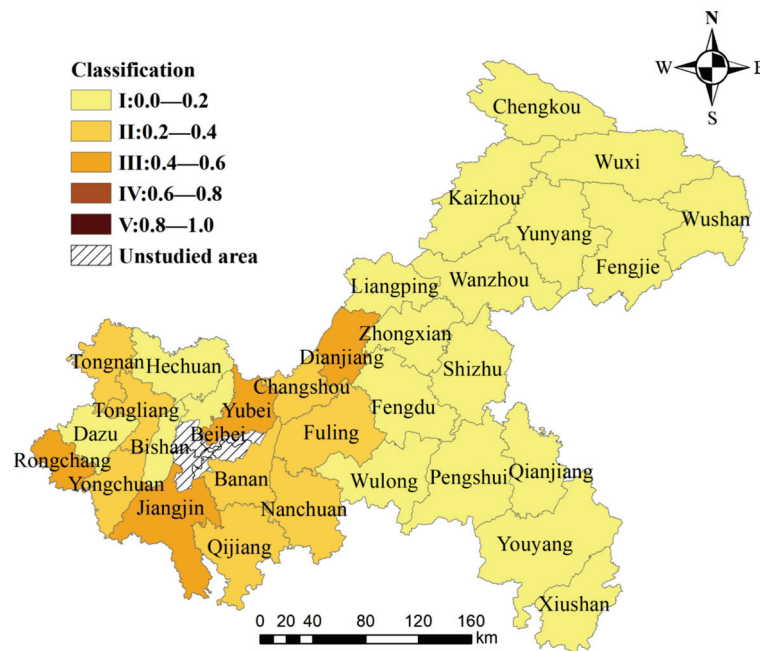 N
W
E
S
Classification
I:0.0—0.2
II:0.2—0.4
III:0.4—0.6
IV:0.6—0.8
V:0.8—1.0
Unstudied area
Chengkou
Wuxi
Kaizhou
Wushan
Yunyang
Fengjie
Wanzhou
Liangping
Zhongxian
Dianjiang
Tongnan
Hechuan
Shizhu
Changshou
Yubei
Tongliang
Fengdu
Dazu
Beibei
Bishan
Fuling
Rongchang
Yongchuan
Banan
Wulong
Pengshui
Qianjiang
Jiangjin
Nanchuan
Qijiang
Youyang
Xiushan
0 20 40 80 120 160
km